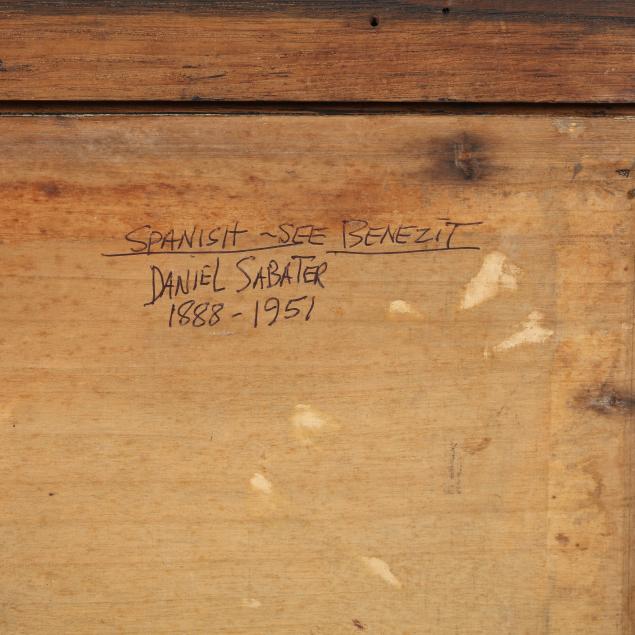 SPANISH ~ SEE BENEZIT
DANIEL SABATER
1888-1951